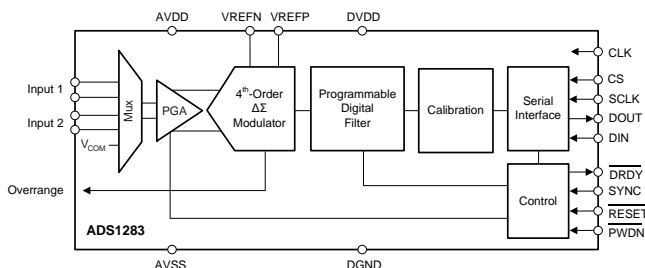 AVDD
VREFN
VREFP
DVDD
CLK
CS
SCLK
DOUT
DIN
DRDY
SYNC
RESET
PWDN
Input 1
Input 2
VCOM
Mux
PGA
4th-Order
ΔΣ
Modulator
Programmable
Digital
Filter
Calibration
Serial
Interface
Control
Overrange
ADS1283
AVSS
DGND